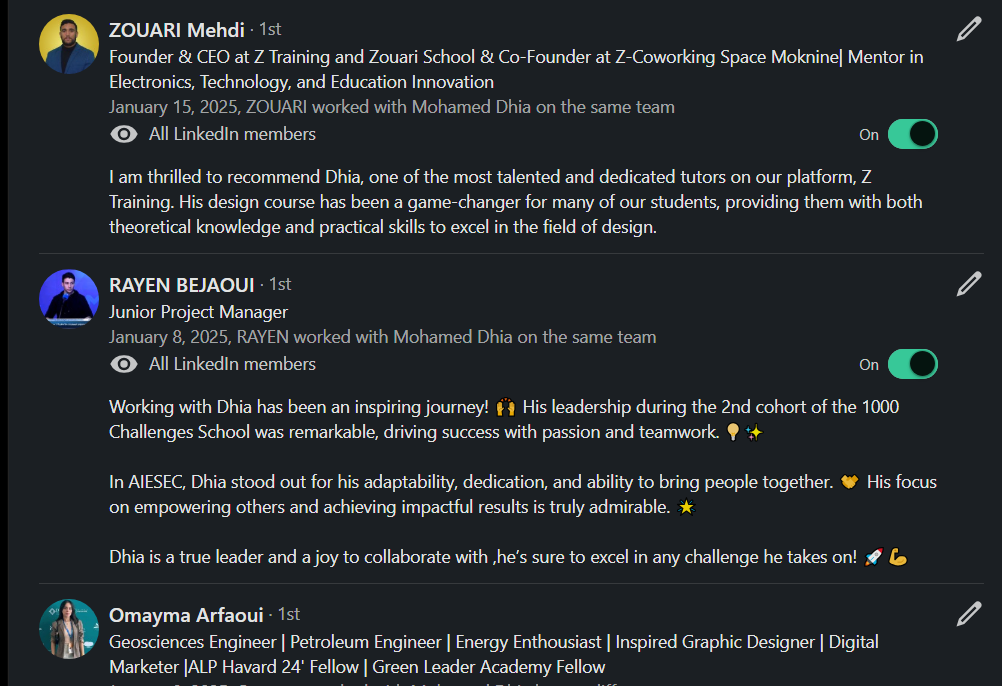 ZOUARI Mehdi · 1st
Founder & CEO at Z Training and Zouari School & Co-Founder at Z-Coworking Space Moknine| Mentor in
Electronics, Technology, and Education Innovation
January 15, 2025, ZOUARI worked with Mohamed Dhia on the same team
All LinkedIn members
On
I am thrilled to recommend Dhia, one of the most talented and dedicated tutors on our platform, Z
Training. His design course has been a game-changer for many of our students, providing them with both
theoretical knowledge and practical skills to excel in the field of design.
RAYEN BEJAOUI · 1st
Junior Project Manager
January 8, 2025, RAYEN worked with Mohamed Dhia on the same team
All LinkedIn members
On
Working with Dhia has been an inspiring journey! 🙌 His leadership during the 2nd cohort of the 1000
Challenges School was remarkable, driving success with passion and teamwork. 💡✨
In AIESEC, Dhia stood out for his adaptability, dedication, and ability to bring people together. 🤝 His focus
on empowering others and achieving impactful results is truly admirable. 🌟
Dhia is a true leader and a joy to collaborate with ,he’s sure to excel in any challenge he takes on! 🚀💪
Omayma Arfaoui · 1st
Geosciences Engineer | Petroleum Engineer | Energy Enthusiast | Inspired Graphic Designer | Digital
Marketer |ALP Havard 24' Fellow | Green Leader Academy Fellow